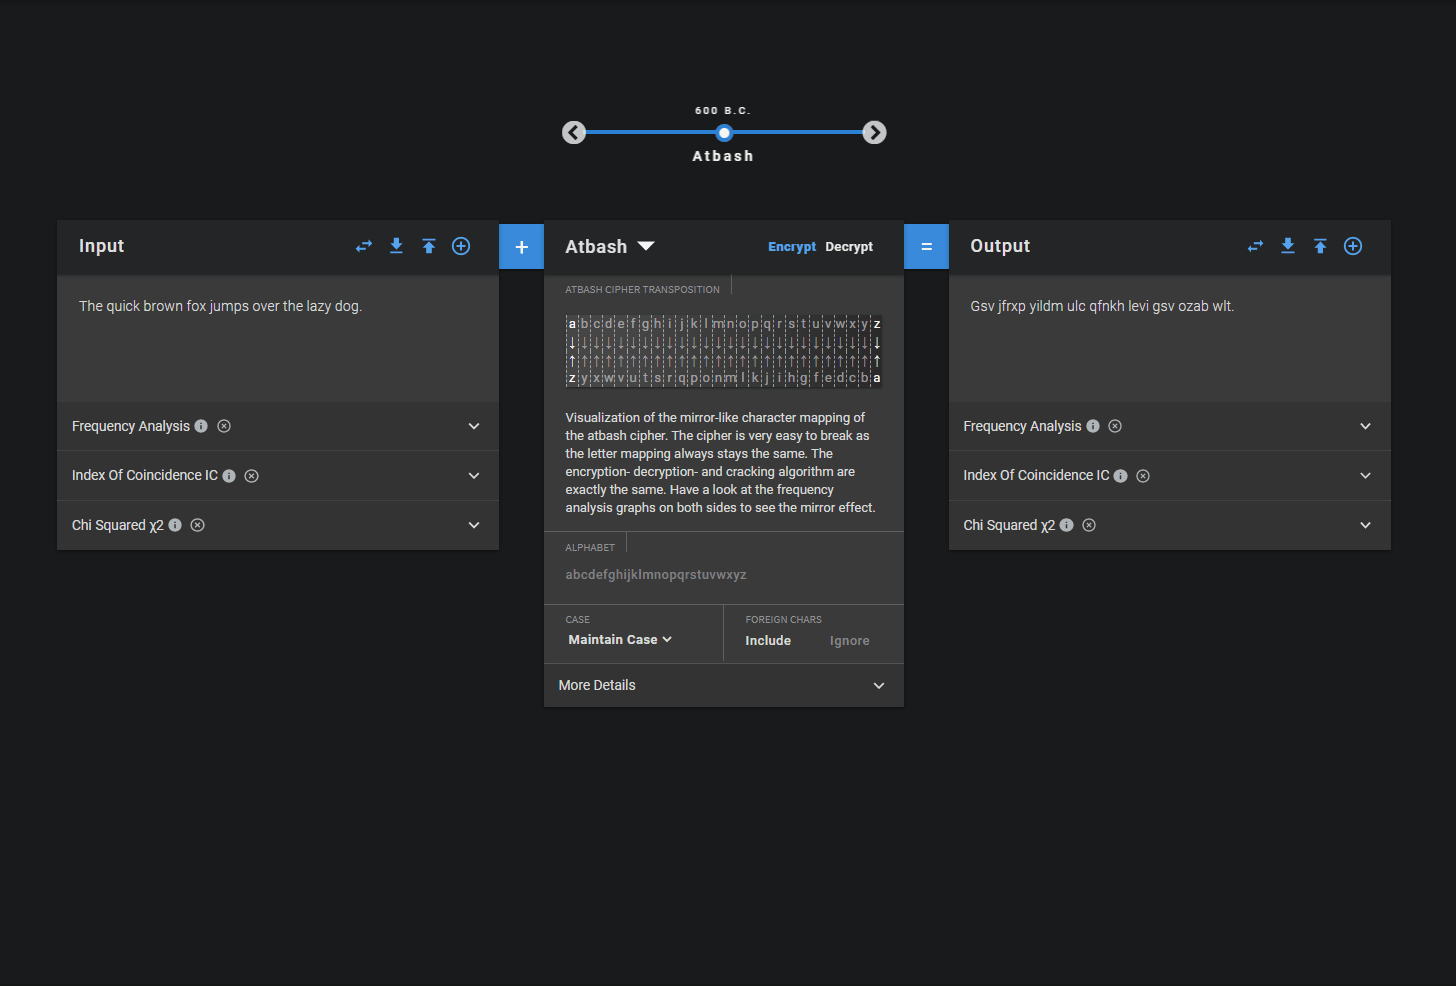 600 B.C.
Atbash
Input
The quick brown fox jumps over the lazy dog.
Frequency Analysis
Index Of Coincidence IC
Chi Squared χ2
+
Atbash
Encrypt Decrypt
ATBASH CIPHER TRANSPOSITION
a b c d e f g h i j k l m n o p q r s t u v w x y z
↓ ↓ ↓ ↓ ↓ ↓ ↓ ↓ ↓ ↓ ↓ ↓ ↓ ↓ ↓ ↓ ↓ ↓ ↓ ↓ ↓ ↓ ↓ ↓ ↓ ↓
↑ ↑ ↑ ↑ ↑ ↑ ↑ ↑ ↑ ↑ ↑ ↑ ↑ ↑ ↑ ↑ ↑ ↑ ↑ ↑ ↑ ↑ ↑ ↑ ↑ ↑
z y x w v u t s r q p o n m l k j i h g f e d c b a
Visualization of the mirror-like character mapping of
the atbash cipher. The cipher is very easy to break as
the letter mapping always stays the same. The
encryption- decryption- and cracking algorithm are
exactly the same. Have a look at the frequency
analysis graphs on both sides to see the mirror effect.
ALPHABET
abcdefghijklmnopqrstuvwxyz
CASE
Maintain Case
FOREIGN CHARS
Include Ignore
More Details
=
Output
Gsv jfrxp yildm ulc qfnkh levi gsv ozab wlt.
Frequency Analysis
Index Of Coincidence IC
Chi Squared χ2